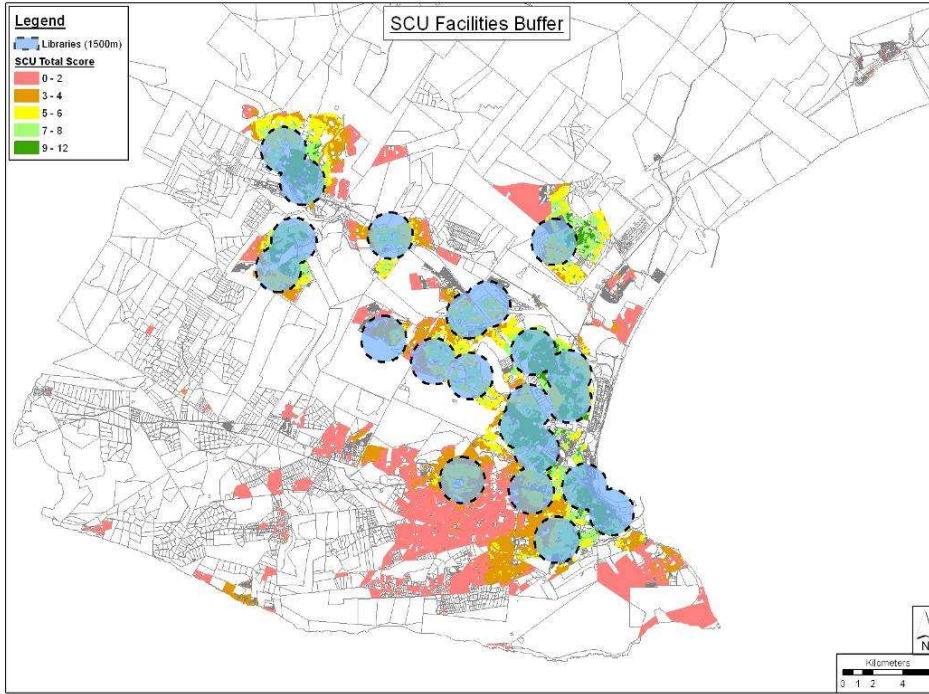 SCU Facilities Buffer
Legend
Libraries (1500m)
SCU Total Score
0 - 2
3 - 4
5 - 6
7 - 8
9 - 12
N
Kilometers
0 1 2 4